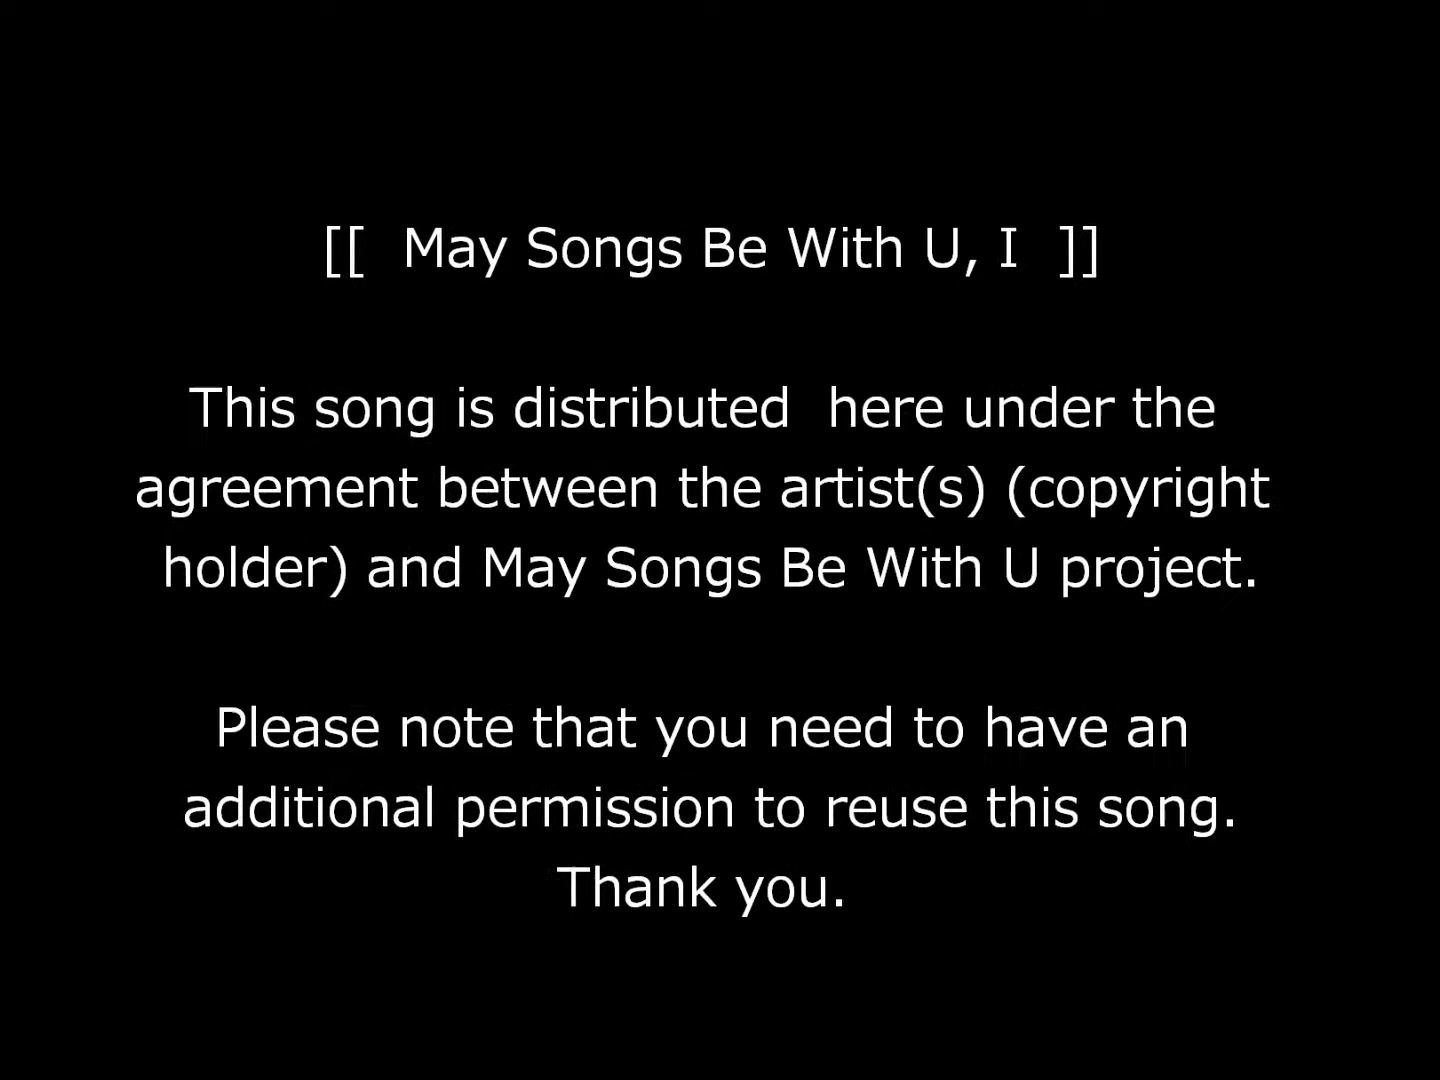 [[  May Songs Be With U, I  ]]
This song is distributed  here under the
agreement between the artist(s) (copyright
holder) and May Songs Be With U project.
Please note that you need to have an
additional permission to reuse this song.
Thank you.